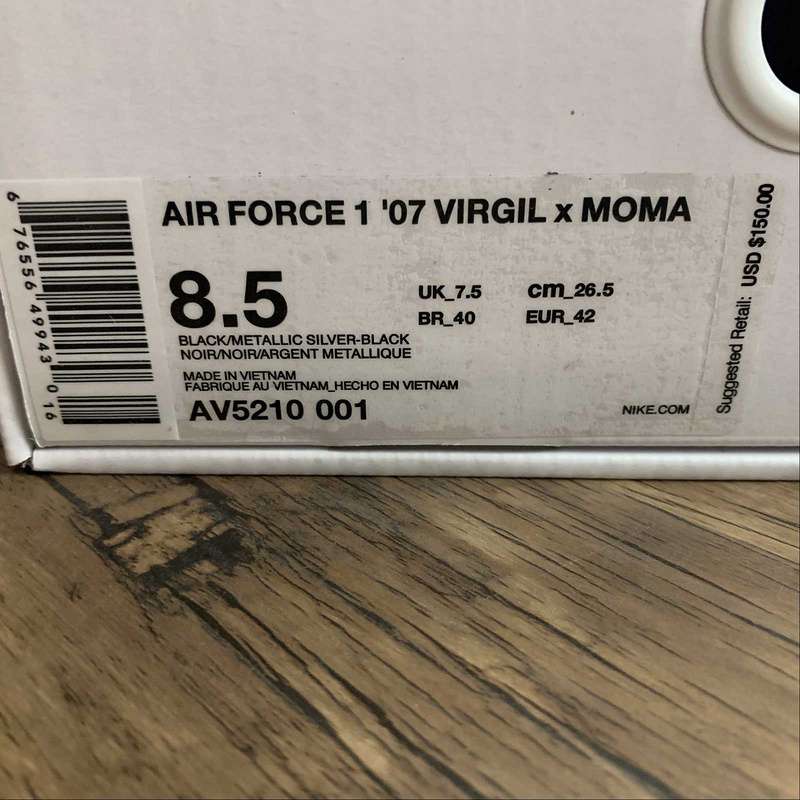 AIR FORCE 1 '07 VIRGIL x MOMA
8.5
UK_7.5 cm_26.5
BR_40 EUR_42
BLACK/METALLIC SILVER-BLACK
NOIR/NOIR/ARGENT METALLIQUE
MADE IN VIETNAM
FABRIQUE AU VIETNAM_HECHO EN VIETNAM
AV5210 001
NIKE.COM
Suggested Retail: USD $150.00
6 76556 49943 0 16